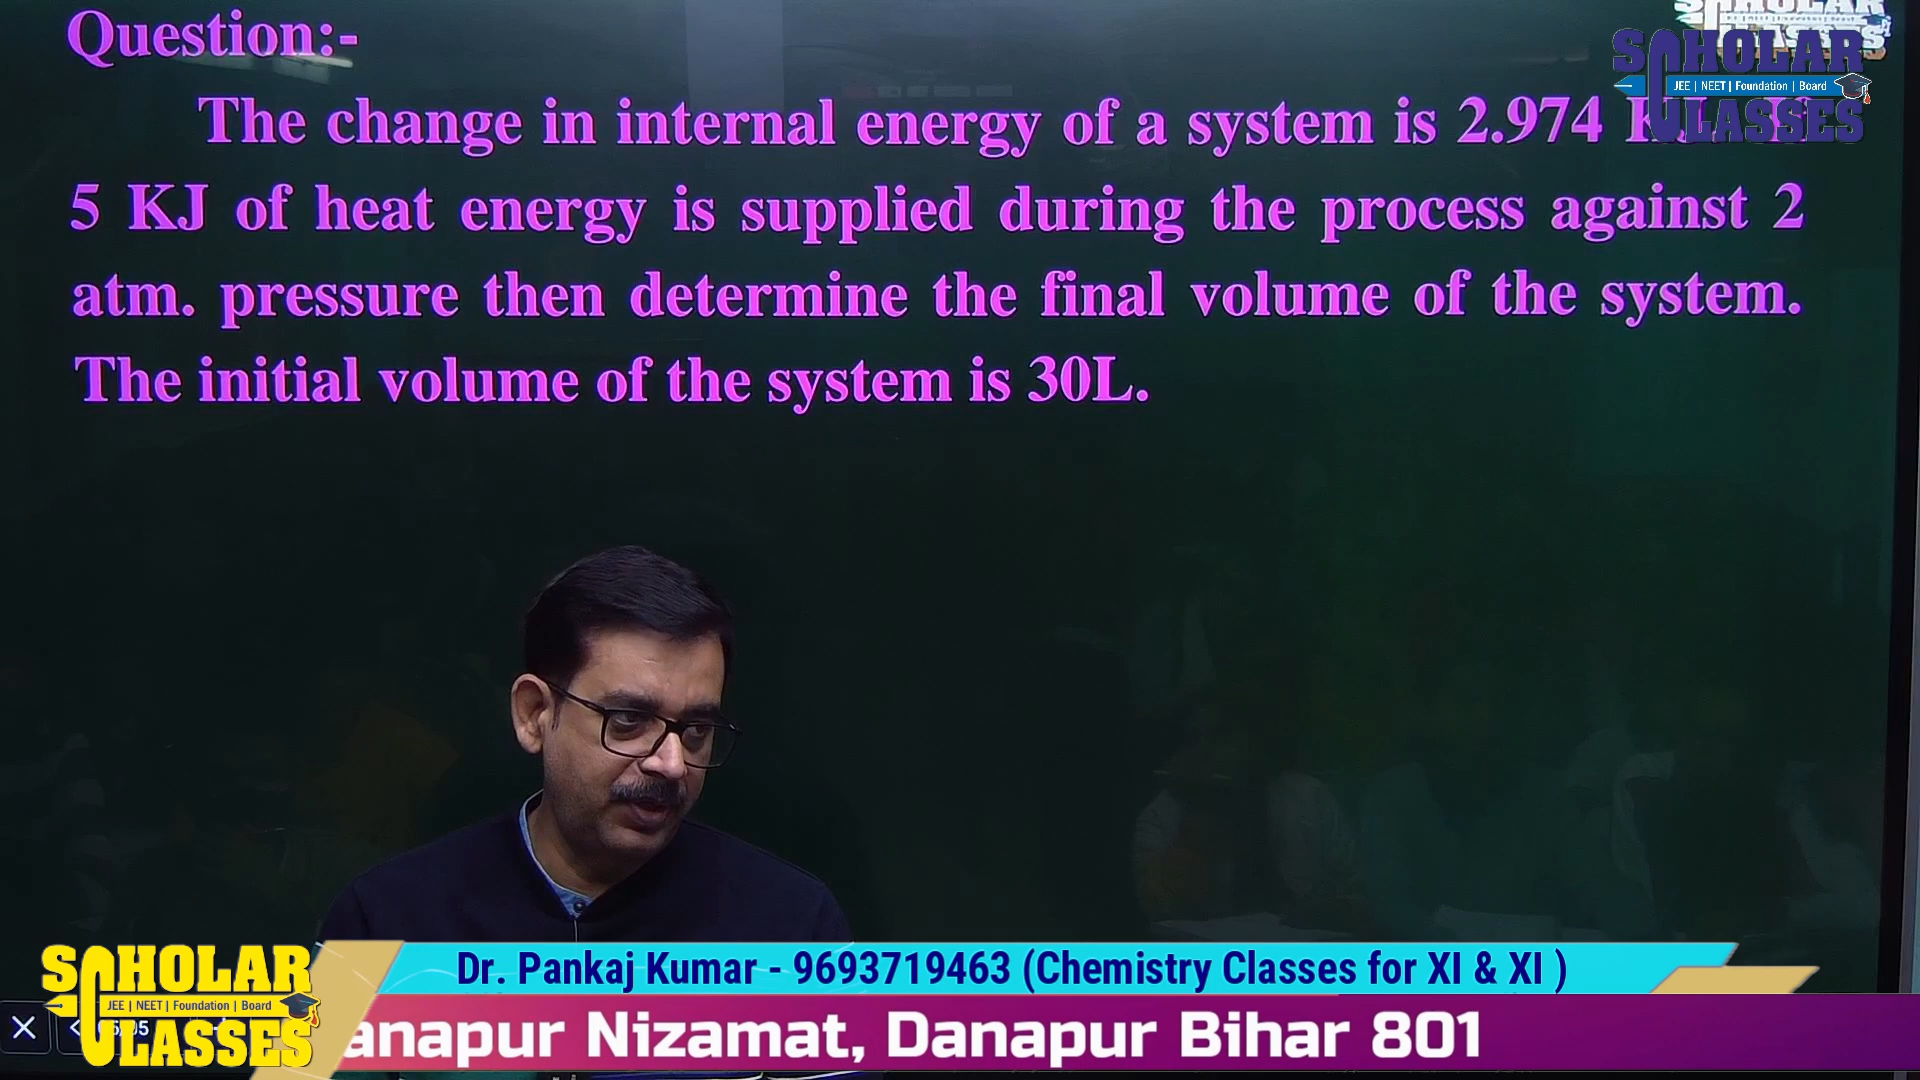 Question:-
SCHOLAR
CLASSES
JEE | NEET | Foundation | Board
The change in internal energy of a system is 2.974
5 KJ of heat energy is supplied during the process against 2
atm. pressure then determine the final volume of the system.
The initial volume of the system is 30L.
SCHOLAR
JEE | NEET | Foundation | Board
CLASSES
Dr. Pankaj Kumar - 9693719463 (Chemistry Classes for XI & XI )
anapur Nizamat, Danapur Bihar 801